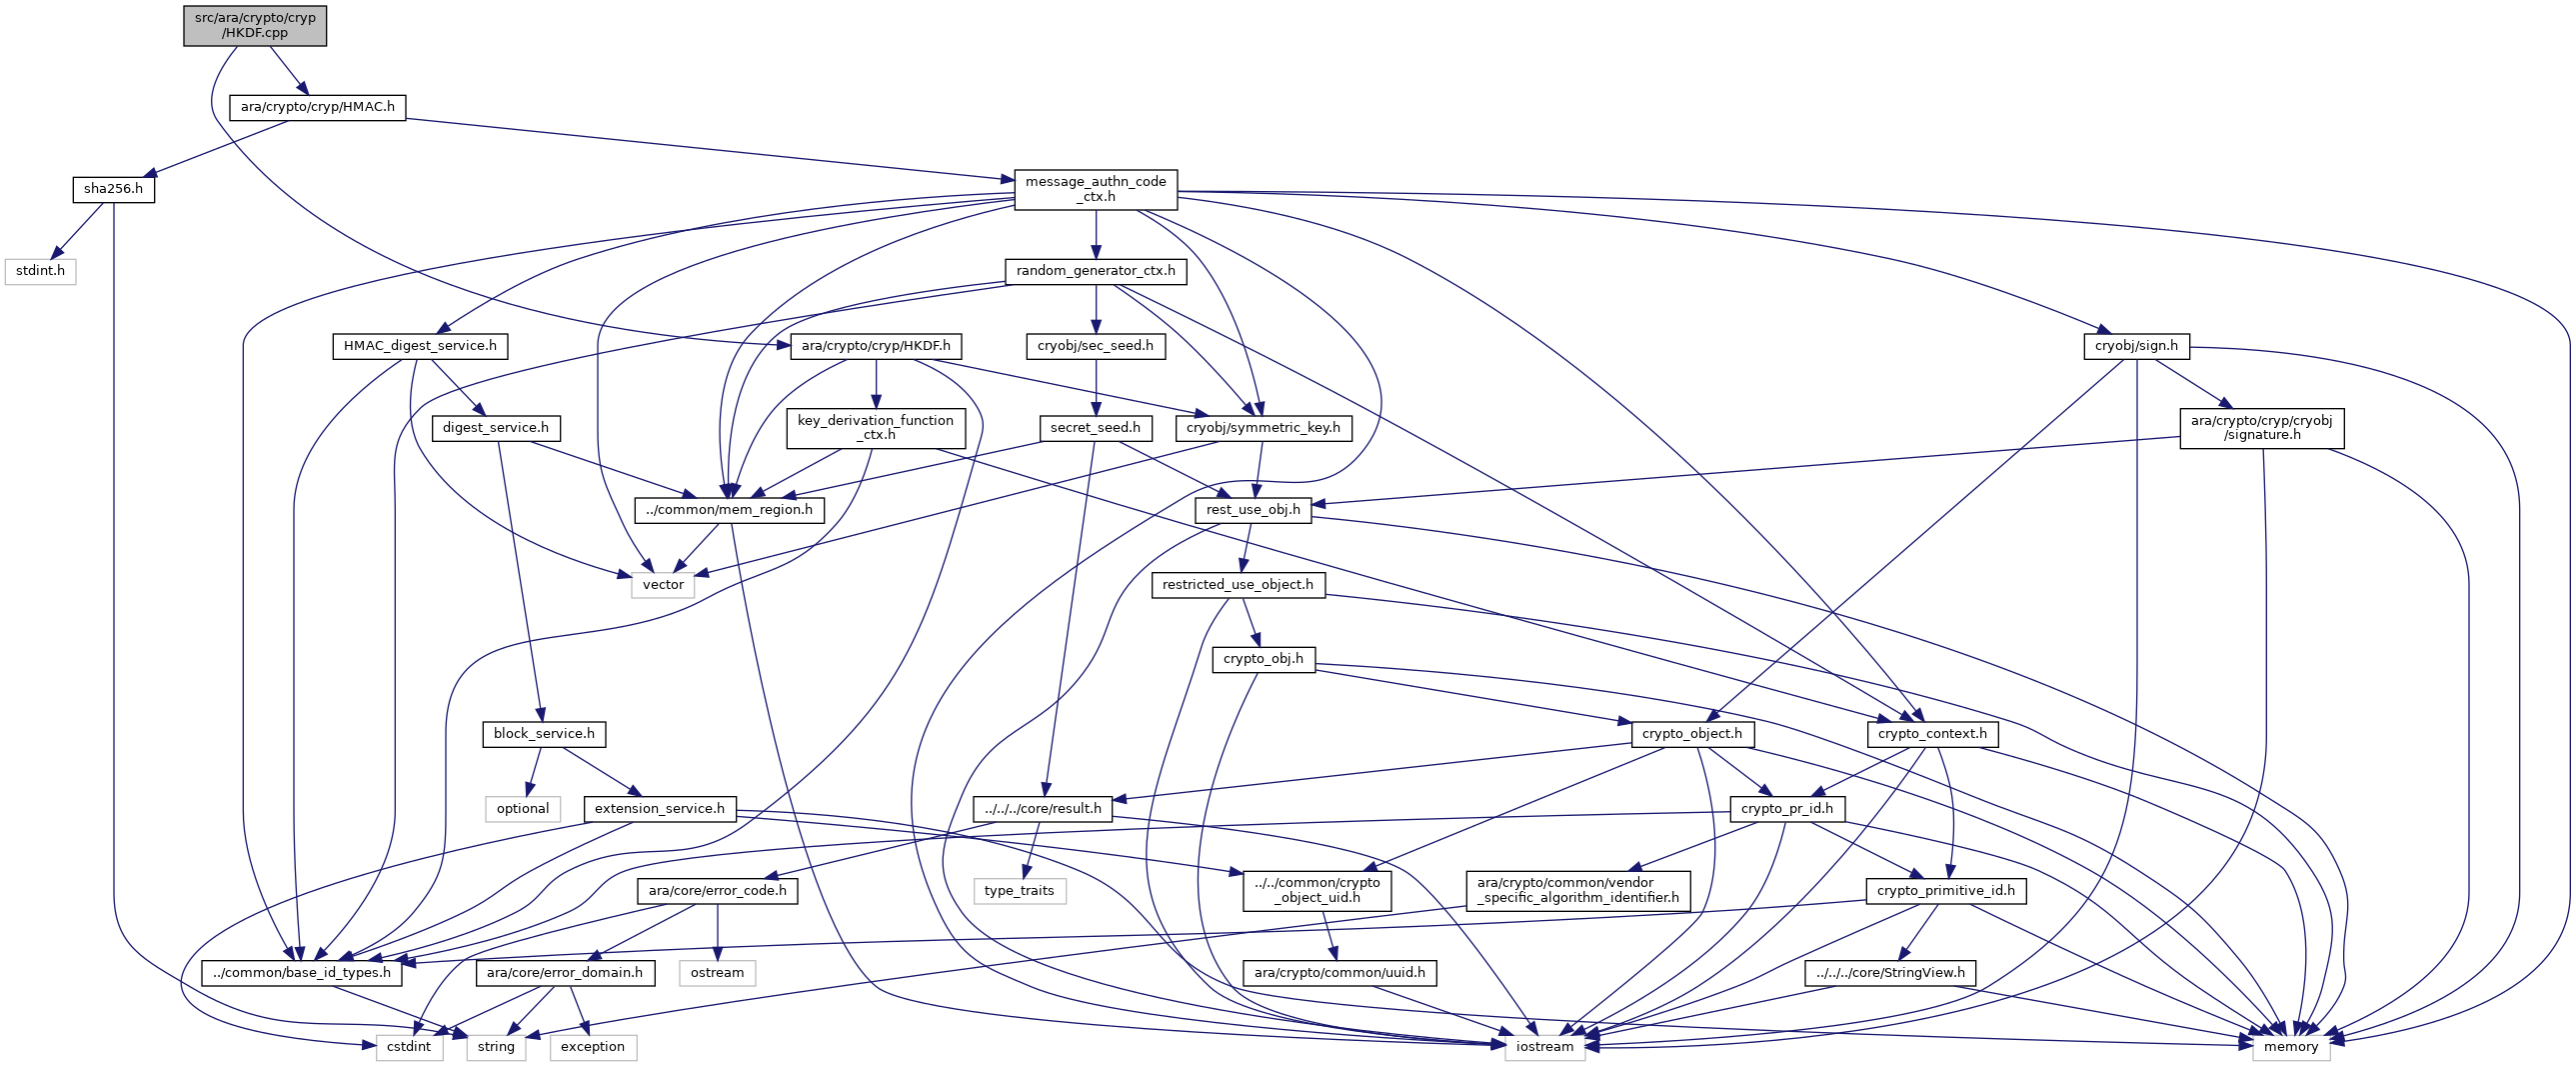 src/ara/crypto/cryp
/HKDF.cpp
ara/crypto/cryp/HMAC.h
sha256.h
message_authn_code
_ctx.h
stdint.h
random_generator_ctx.h
HMAC_digest_service.h
ara/crypto/cryp/HKDF.h
cryobj/sec_seed.h
cryobj/sign.h
digest_service.h
key_derivation_function
_ctx.h
secret_seed.h
cryobj/symmetric_key.h
ara/crypto/cryp/cryobj
/signature.h
../common/mem_region.h
rest_use_obj.h
vector
restricted_use_object.h
crypto_obj.h
block_service.h
crypto_object.h
crypto_context.h
optional
extension_service.h
../../../core/result.h
crypto_pr_id.h
ara/core/error_code.h
type_traits
../../common/crypto
_object_uid.h
ara/crypto/common/vendor
_specific_algorithm_identifier.h
crypto_primitive_id.h
../common/base_id_types.h
ara/core/error_domain.h
ostream
ara/crypto/common/uuid.h
../../../core/StringView.h
cstdint
string
exception
iostream
memory